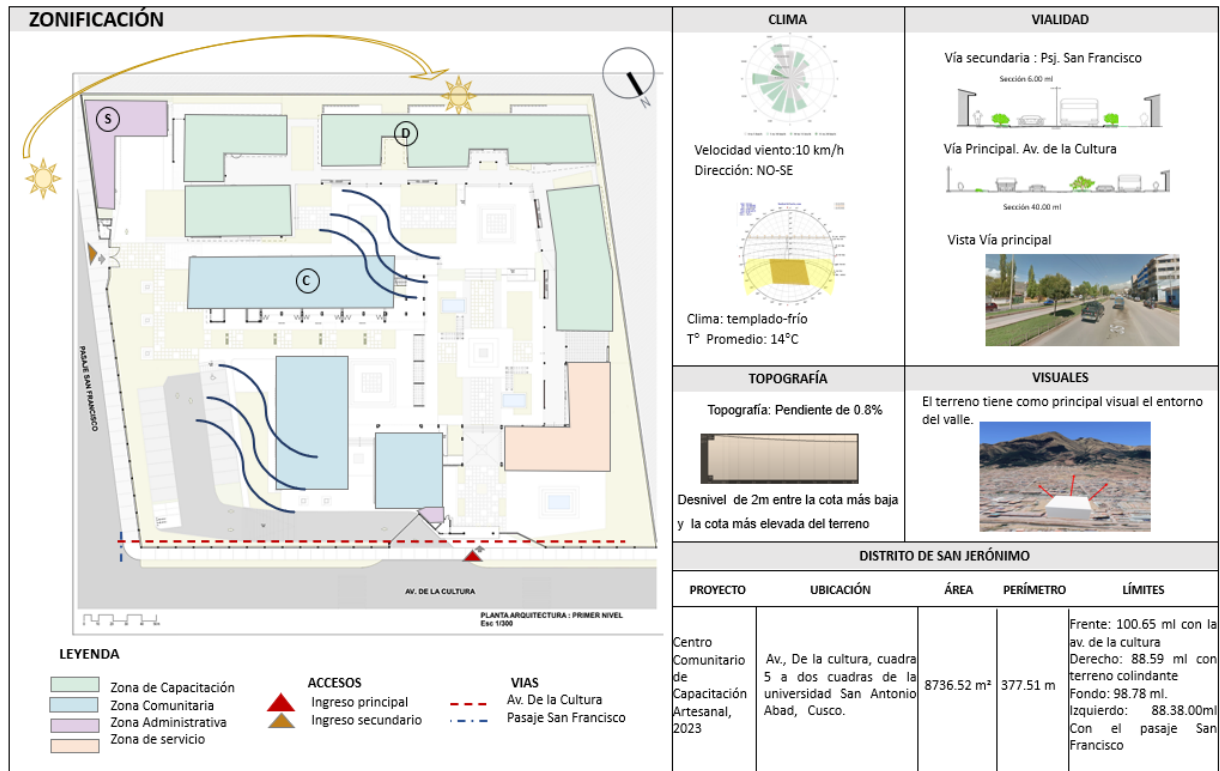 ZONIFICACIÓN
S
D
C
N
PASAJE SAN FRANCISCO
AV. DE LA CULTURA
PLANTA ARQUITECTURA : PRIMER NIVEL
Esc 1/300
LEYENDA
Zona de Capacitación
Zona Comunitaria
Zona Administrativa
Zona de servicio
ACCESOS
Ingreso principal
Ingreso secundario
VIAS
Av. De la Cultura
Pasaje San Francisco
CLIMA
Velocidad viento:10 km/h
Dirección: NO-SE
Clima: templado-frío
T° Promedio: 14°C
VIALIDAD
Vía secundaria : Psj. San Francisco
Sección 6.00 ml
Vía Principal. Av. de la Cultura
Sección 40.00 ml
Vista Vía principal
TOPOGRAFÍA
Topografía: Pendiente de 0.8%
Desnivel de 2m entre la cota más baja
y la cota más elevada del terreno
VISUALES
El terreno tiene como principal visual el entorno
del valle.
DISTRITO DE SAN JERÓNIMO
PROYECTO
UBICACIÓN
ÁREA
PERÍMETRO
LÍMITES
Centro
Comunitario
de
Capacitación
Artesanal,
2023
Av., De la cultura, cuadra
5 a dos cuadras de la
universidad San Antonio
Abad, Cusco.
8736.52 m²
377.51 m
Frente: 100.65 ml con la
av. de la cultura
Derecho: 88.59 ml con
terreno colindante
Fondo: 98.78 ml.
Izquierdo: 88.38.00ml
Con el pasaje San
Francisco